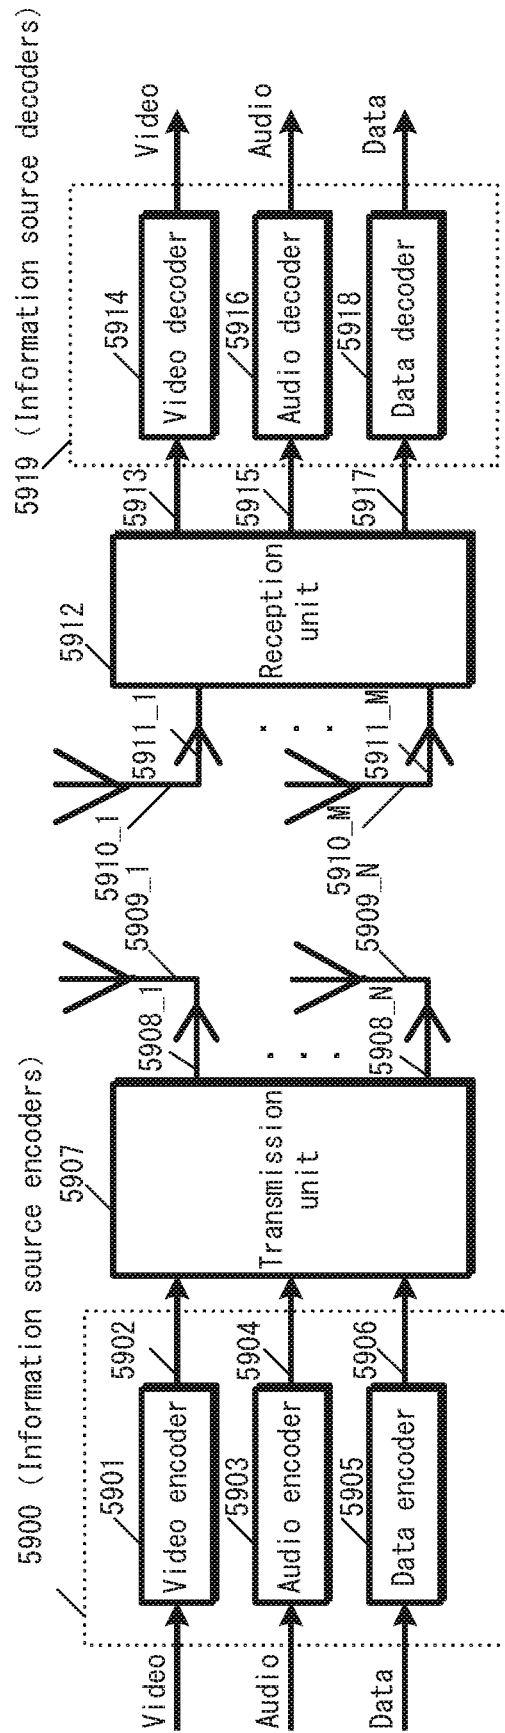 5900 (Information source encoders)
Video
5901
Video encoder
5902
Audio
5903
Audio encoder
5904
Data
5905
Data encoder
5906
5907
Transmission
unit
5908_1
5909_1
. . .
5908_N
5909_N
5910_1
5911_1
. . .
5910_M
5911_M
5912
Reception
unit
5919 (Information source decoders)
5913
5914
Video decoder
Video
5915
5916
Audio decoder
Audio
5917
5918
Data decoder
Data